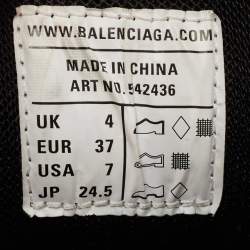 WWW.BALENCIAGA.COM
MADE IN CHINA
ART NO. 542436
UK 4
EUR 37
USA 7
JP 24.5